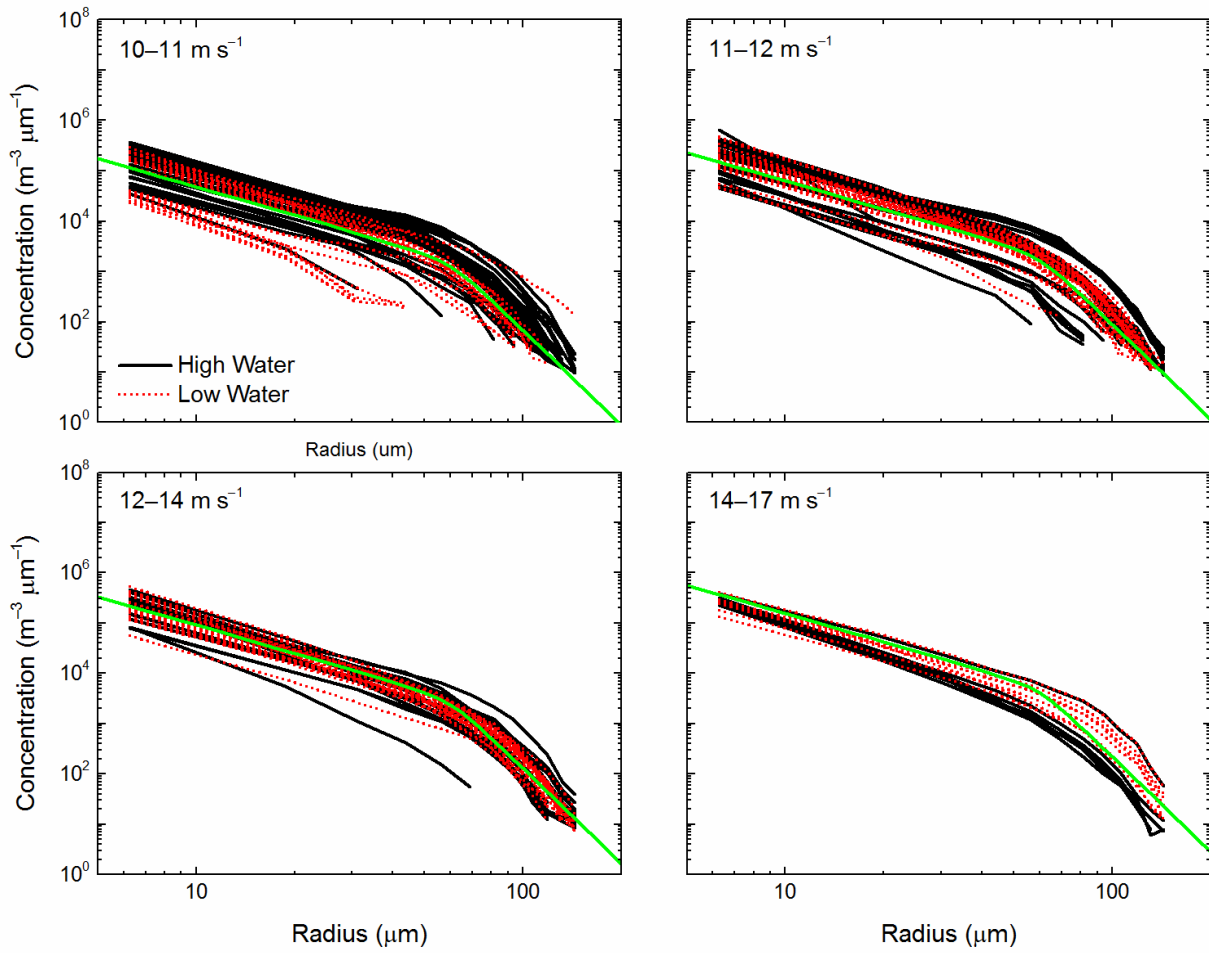 10–11 m s⁻¹
11–12 m s⁻¹
10⁸
10⁶
10⁴
10²
10⁰
Concentration (m⁻³ μm⁻¹)
High Water
Low Water
Radius (um)
12–14 m s⁻¹
14–17 m s⁻¹
10⁸
10⁶
10⁴
10²
10⁰
Concentration (m⁻³ μm⁻¹)
10
100
10
100
Radius (μm)
Radius (μm)